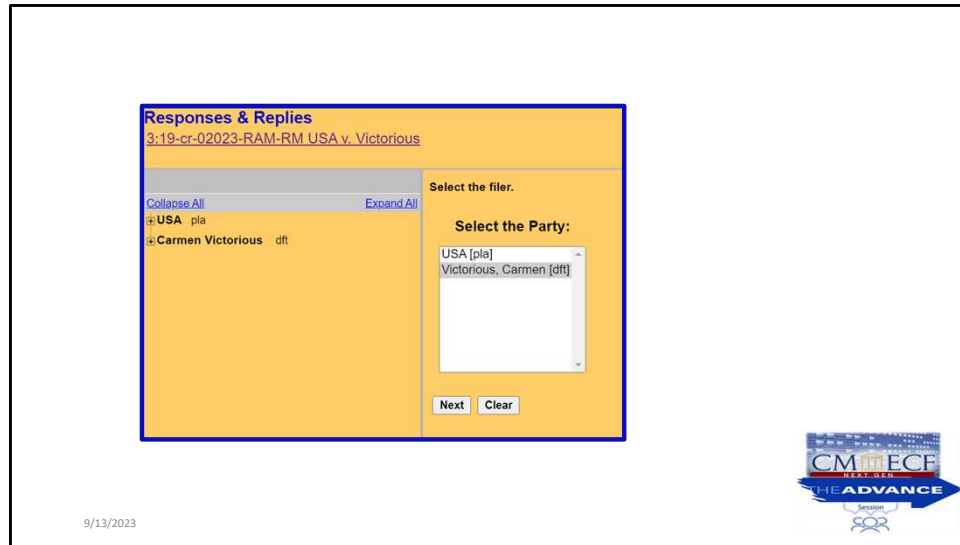 Responses & Replies
3:19-cr-02023-RAM-RM USA v. Victorious
Collapse All Expand All
USA pla
Carmen Victorious dft
Select the filer.
Select the Party:
USA [pla]
Victorious, Carmen [dft]
Next Clear
9/13/2023
CM ECF
NEXT GEN
THE ADVANCE
Session